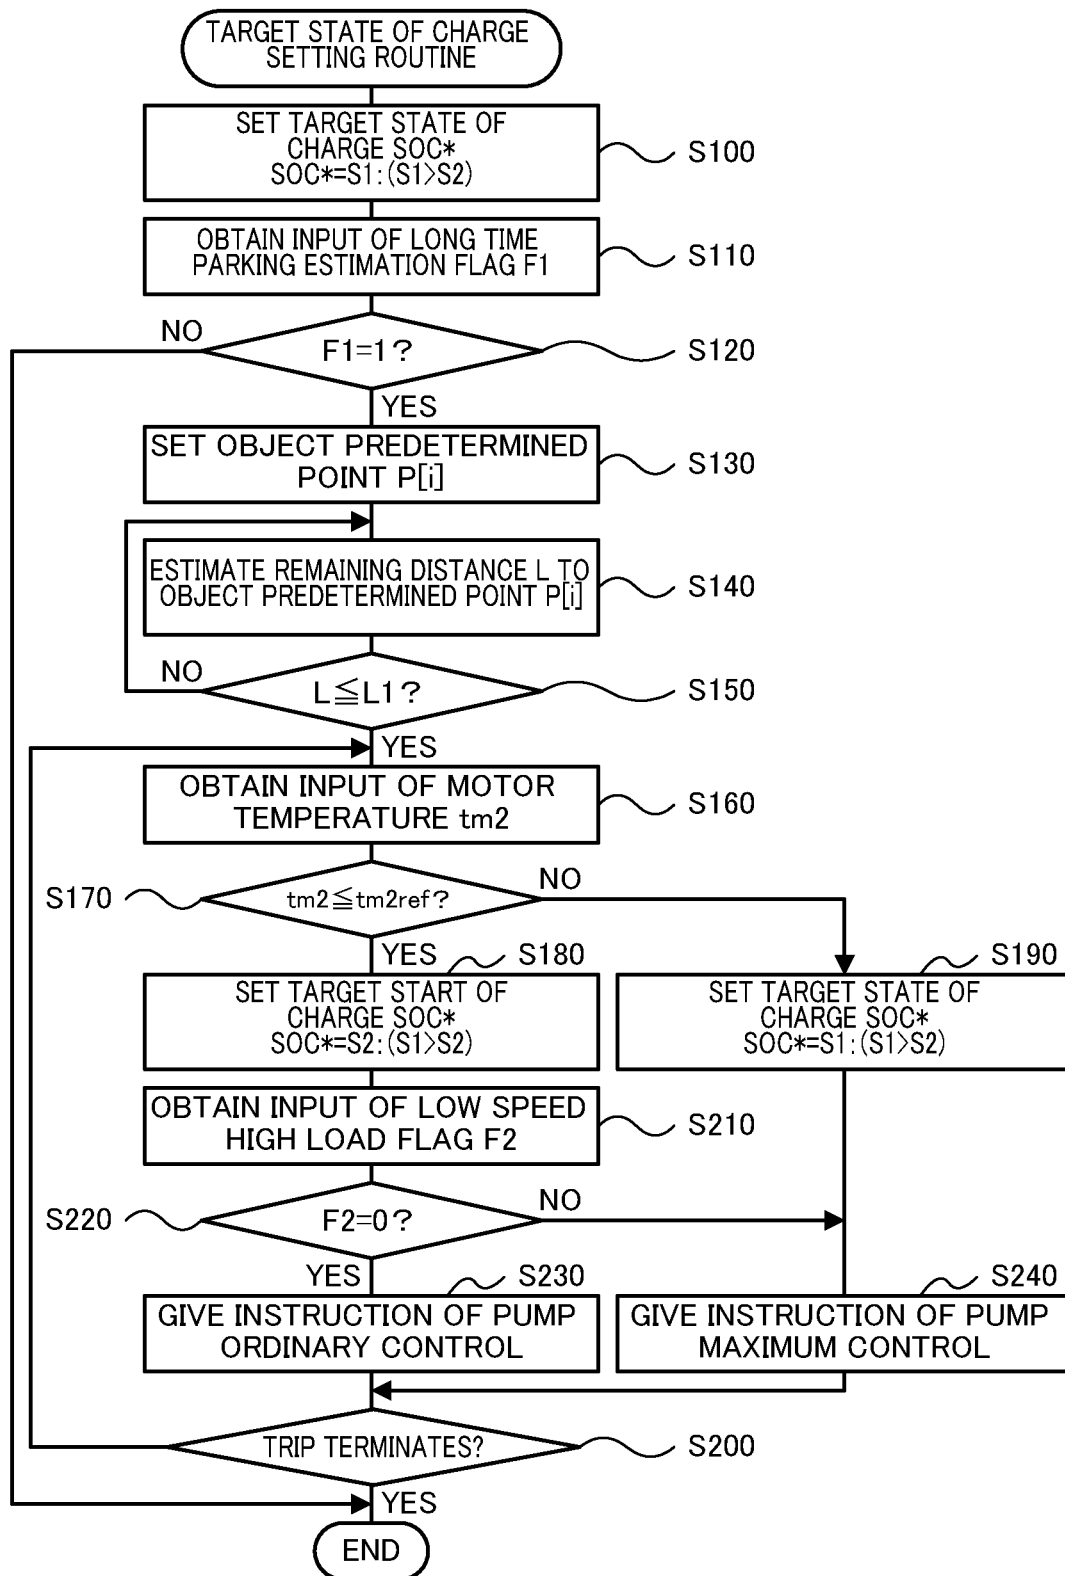 TARGET STATE OF CHARGE
SETTING ROUTINE
SET TARGET STATE OF
CHARGE SOC*
SOC*=S1:(S1>S2)
S100
OBTAIN INPUT OF LONG TIME
PARKING ESTIMATION FLAG F1
S110
NO
F1=1?
S120
YES
SET OBJECT PREDETERMINED
POINT P[i]
S130
ESTIMATE REMAINING DISTANCE L TO
OBJECT PREDETERMINED POINT P[i]
S140
NO
L≦L1?
S150
YES
OBTAIN INPUT OF MOTOR
TEMPERATURE tm2
S160
S170
tm2≦tm2ref?
NO
YES
S180
S190
SET TARGET START OF
CHARGE SOC*
SOC*=S2:(S1>S2)
SET TARGET STATE OF
CHARGE SOC*
SOC*=S1:(S1>S2)
OBTAIN INPUT OF LOW SPEED
HIGH LOAD FLAG F2
S210
S220
F2=0?
NO
YES
S230
S240
GIVE INSTRUCTION OF PUMP
ORDINARY CONTROL
GIVE INSTRUCTION OF PUMP
MAXIMUM CONTROL
TRIP TERMINATES?
S200
YES
END